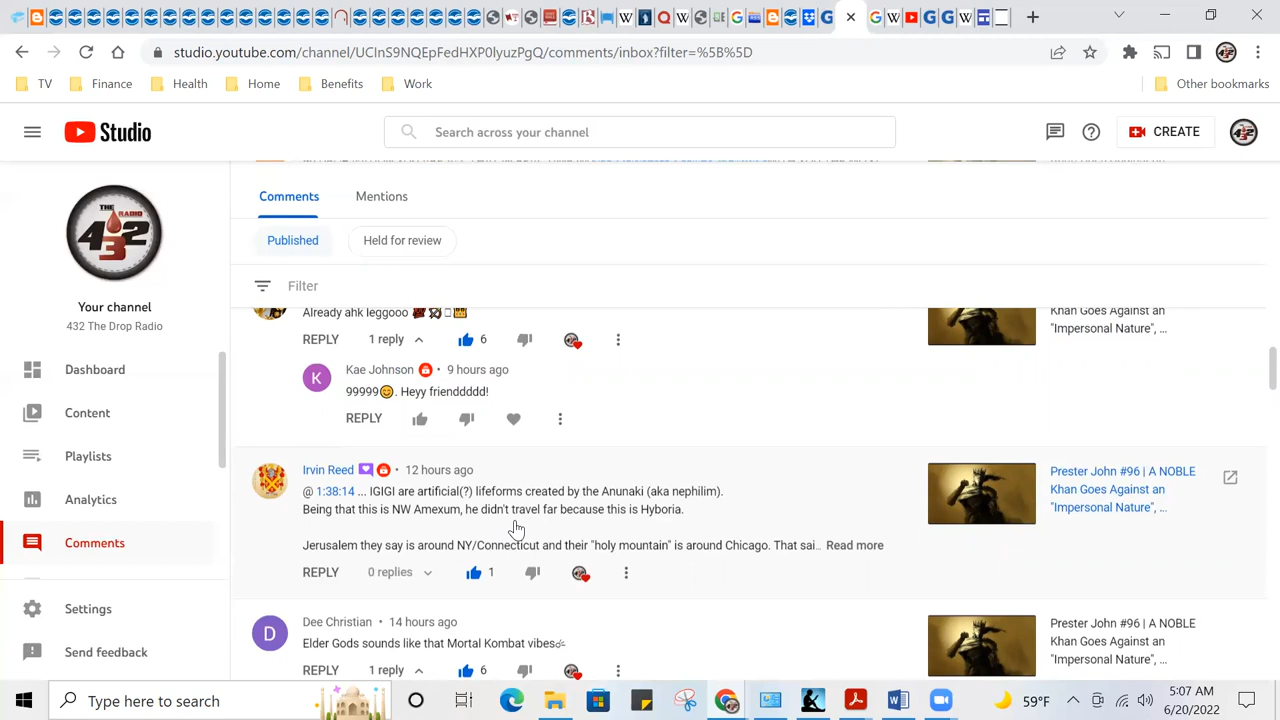 studio.youtube.com/channel/UCInS9NQEpFedHXP0lyuzPgQ/comments/inbox?filter=%5B%5D
TV
Finance
Health
Home
Benefits
Work
Other bookmarks
Studio
Search across your channel
CREATE
THE RADIO
432
Your channel
432 The Drop Radio
Dashboard
Content
Playlists
Analytics
Comments
Settings
Send feedback
Comments
Mentions
Published
Held for review
Filter
Already ahk leggooo
REPLY 1 reply 6
Khan Goes Against an
"Impersonal Nature", ...
K
Kae Johnson • 9 hours ago
99999😊. Heyy frienddddd!
REPLY
Irvin Reed • 12 hours ago
@ 1:38:14 ... IGIGI are artificial(?) lifeforms created by the Anunaki (aka nephilim).
Being that this is NW Amexum, he didn't travel far because this is Hyboria.
Jerusalem they say is around NY/Connecticut and their "holy mountain" is around Chicago. That sai... Read more
REPLY 0 replies 1
Prester John #96 | A NOBLE
Khan Goes Against an
"Impersonal Nature", ...
D
Dee Christian • 14 hours ago
Elder Gods sounds like that Mortal Kombat vibes
REPLY 1 reply 6
Prester John #96 | A NOBLE
Khan Goes Against an
"Impersonal Nature", ...
Type here to search
59°F
5:07 AM
6/20/2022